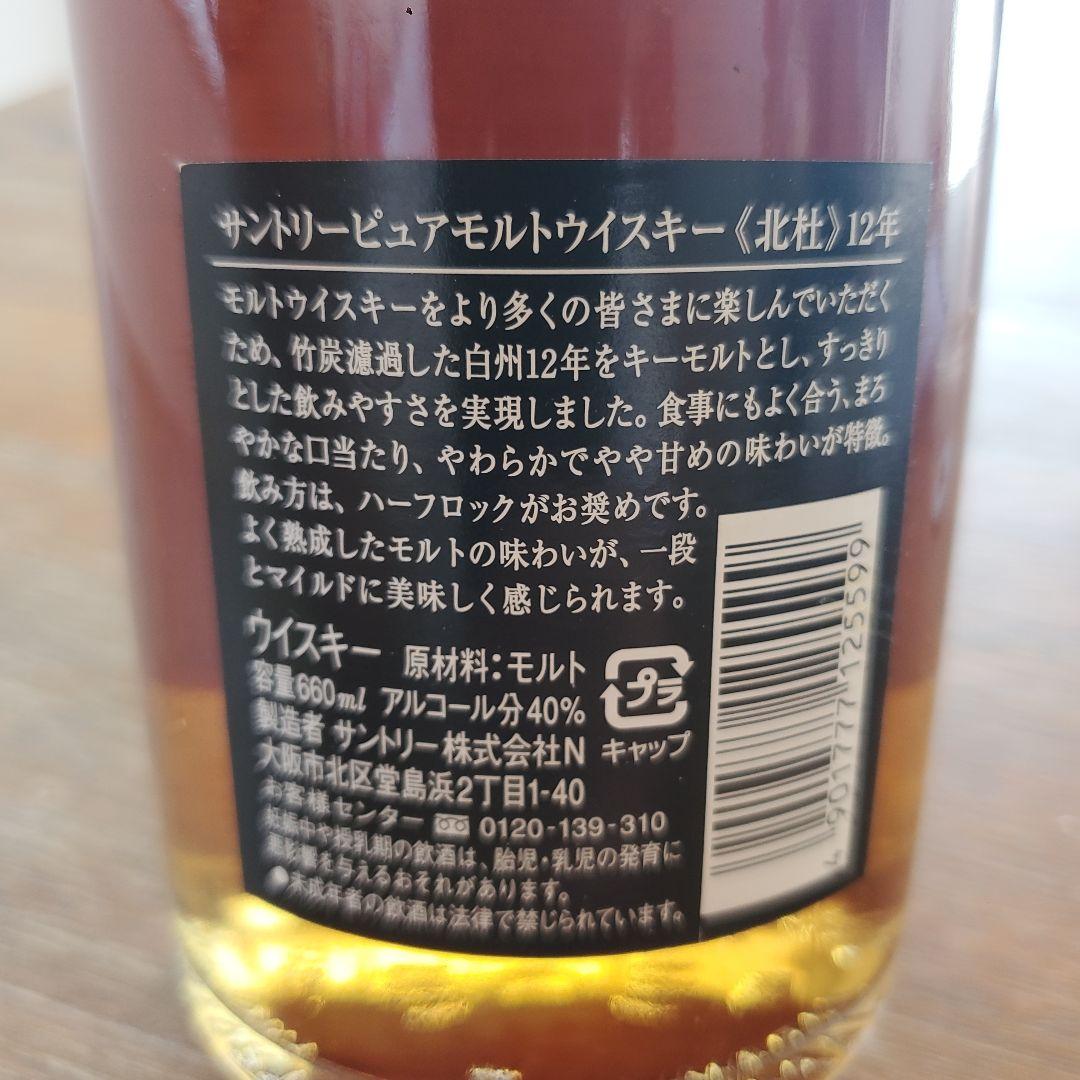 サントリーピュアモルトウイスキー《北杜》12年
モルトウイスキーをより多くの皆さまに楽しんでいただく
ため、竹炭濾過した白州12年をキーモルトとし、すっきり
とした飲みやすさを実現しました。食事にもよく合う、まろ
やかな口当たり、やわらかでやや甘めの味わいが特徴。
飲み方は、ハーフロックがお奨めです。
よく熟成したモルトの味わいが、一段
とマイルドに美味しく感じられます。
ウイスキー 原材料：モルト
容量660ml アルコール分40%
製造者 サントリー株式会社N
大阪市北区堂島浜2丁目1-40
お客様センター 0120-139-310
妊娠中や授乳期の飲酒は、胎児・乳児の発育に
悪影響を与えるおそれがあります。
●未成年者の飲酒は法律で禁じられています。
プラ
キャップ
4 901777 125599